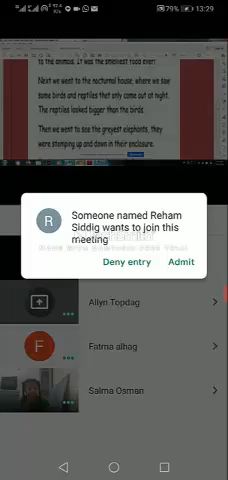 79% 13:29
to the animals. It was the smelliest road ever!
Next we went to the nocturnal house, where we saw
some birds and reptiles that only came out at night.
The reptiles looked bigger than the birds.
Then we went to see the greyest elephants, they
were stomping up and down in their enclosure.
R
Someone named Reham
Siddig wants to join this
meeting
Deny entry Admit
Allyn Topdag
F
Fatma alhag
Salma Osman